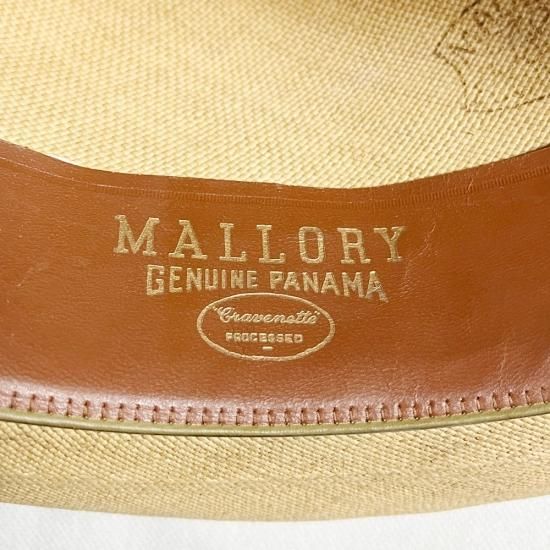 MALLORY
GENUINE PANAMA
"Cravenette"
PROCESSED